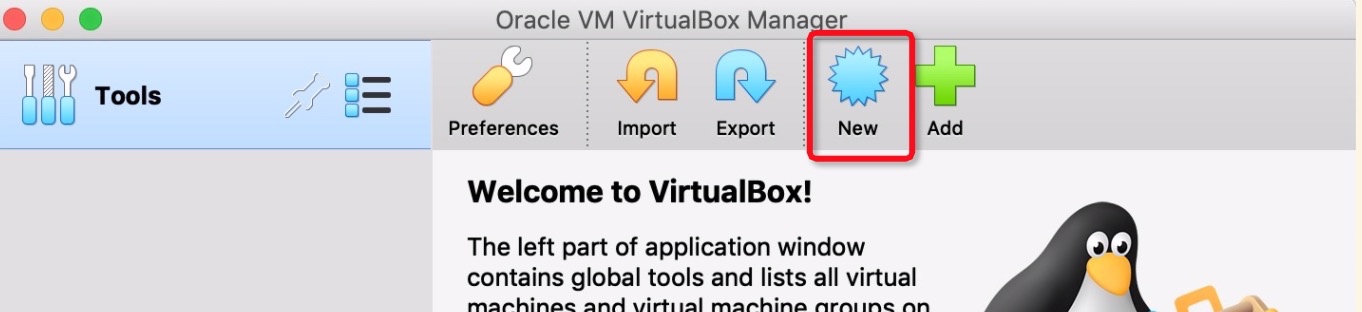 Oracle VM VirtualBox Manager
Tools
Preferences
Import
Export
New
Add
Welcome to VirtualBox!
The left part of application window
contains global tools and lists all virtual
machines and virtual machine groups on